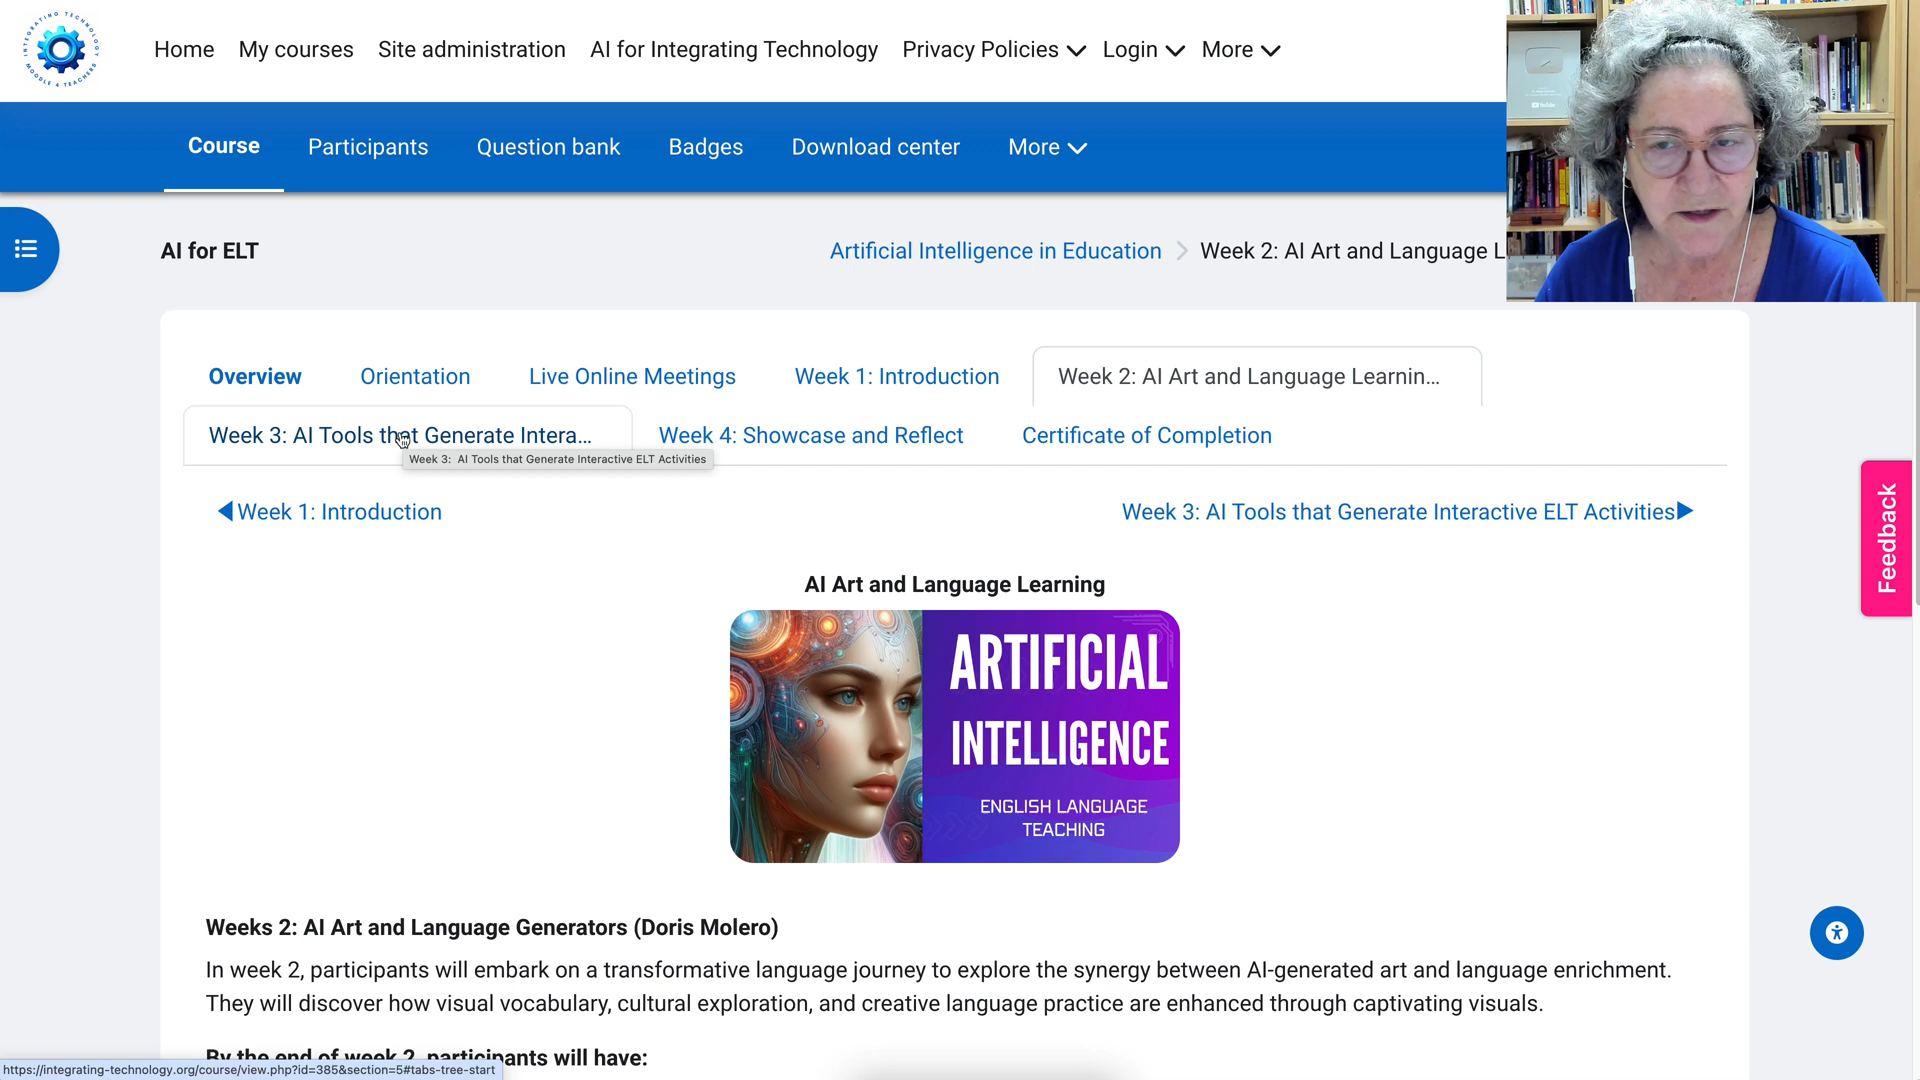 INTEGRATING TECHNOLOGY
MOODLE 4 TEACHERS
Home My courses Site administration AI for Integrating Technology Privacy Policies Login More
Course Participants Question bank Badges Download center More
AI for ELT
Artificial Intelligence in Education Week 2: AI Art and Language L
Overview Orientation Live Online Meetings Week 1: Introduction Week 2: AI Art and Language Learnin...
Week 3: AI Tools that Generate Intera... Week 4: Showcase and Reflect Certificate of Completion
Week 3: AI Tools that Generate Interactive ELT Activities
Week 1: Introduction Week 3: AI Tools that Generate Interactive ELT Activities
Feedback
AI Art and Language Learning
ARTIFICIAL
INTELLIGENCE
ENGLISH LANGUAGE
TEACHING
Weeks 2: AI Art and Language Generators (Doris Molero)
In week 2, participants will embark on a transformative language journey to explore the synergy between AI-generated art and language enrichment.
They will discover how visual vocabulary, cultural exploration, and creative language practice are enhanced through captivating visuals.
By the end of week 2, participants will have:
https://integrating-technology.org/course/view.php?id=385&section=5#tabs-tree-start
YouTube